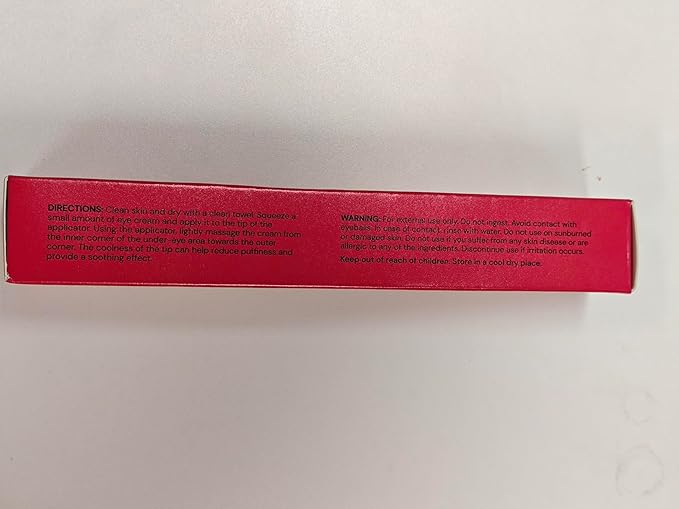 DIRECTIONS: Clean skin and dry with a clean towel. Squeeze a
small amount of eye cream and apply it to the tip of the
applicator. Using the applicator, lightly massage the cream from
the inner corner of the under-eye area towards the outer
corner. The coolness of the tip can help reduce puffiness and
provide a soothing effect.
WARNING: For external use only. Do not ingest. Avoid contact with
eyeballs. In case of contact, rinse with water. Do not use on sunburned
or damaged skin. Do not use if you suffer from any skin disease or are
allergic to any of the ingredients. Discontinue use if irritation occurs.
Keep out of reach of children. Store in a cool dry place.